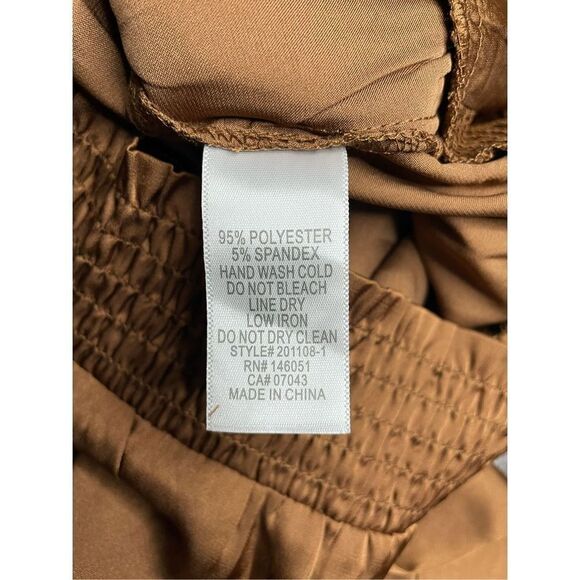 95% POLYESTER
5% SPANDEX
HAND WASH COLD
DO NOT BLEACH
LINE DRY
LOW IRON
DO NOT DRY CLEAN
STYLE# 201108-1
RN# 146051
CA# 07043
MADE IN CHINA